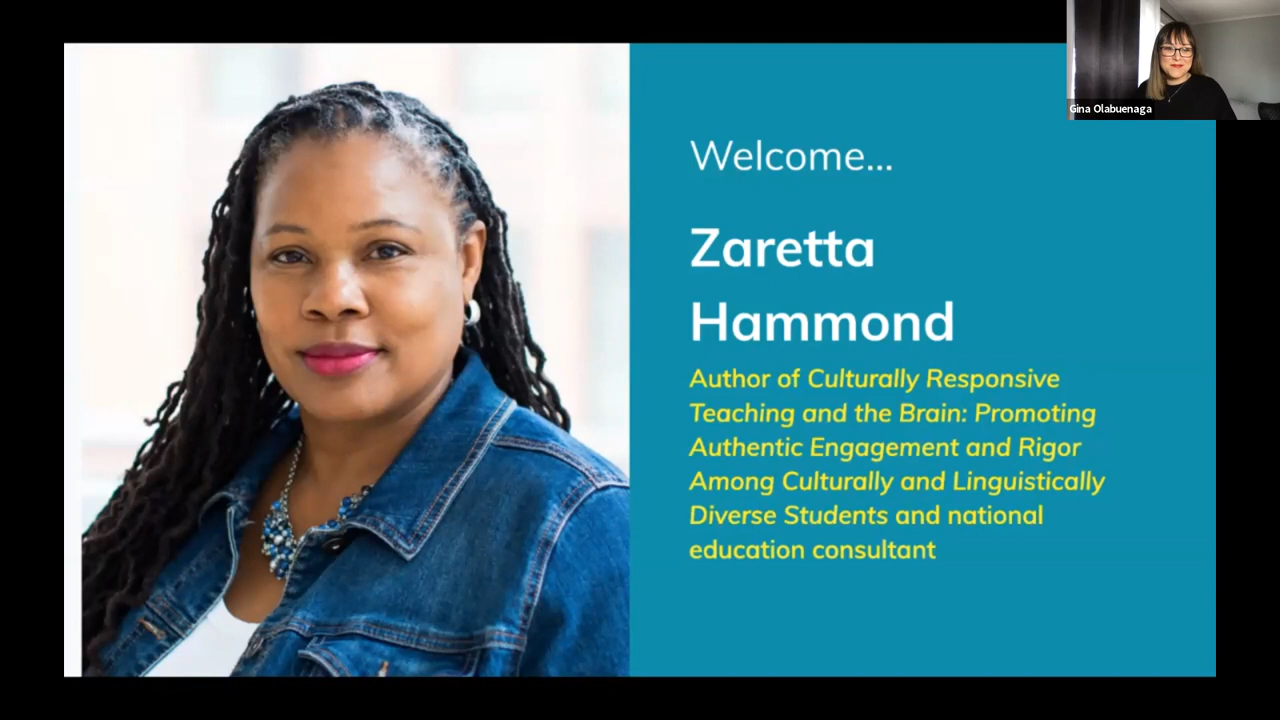 Gina Olabuenaga
Welcome...
Zaretta
Hammond
Author of Culturally Responsive
Teaching and the Brain: Promoting
Authentic Engagement and Rigor
Among Culturally and Linguistically
Diverse Students and national
education consultant